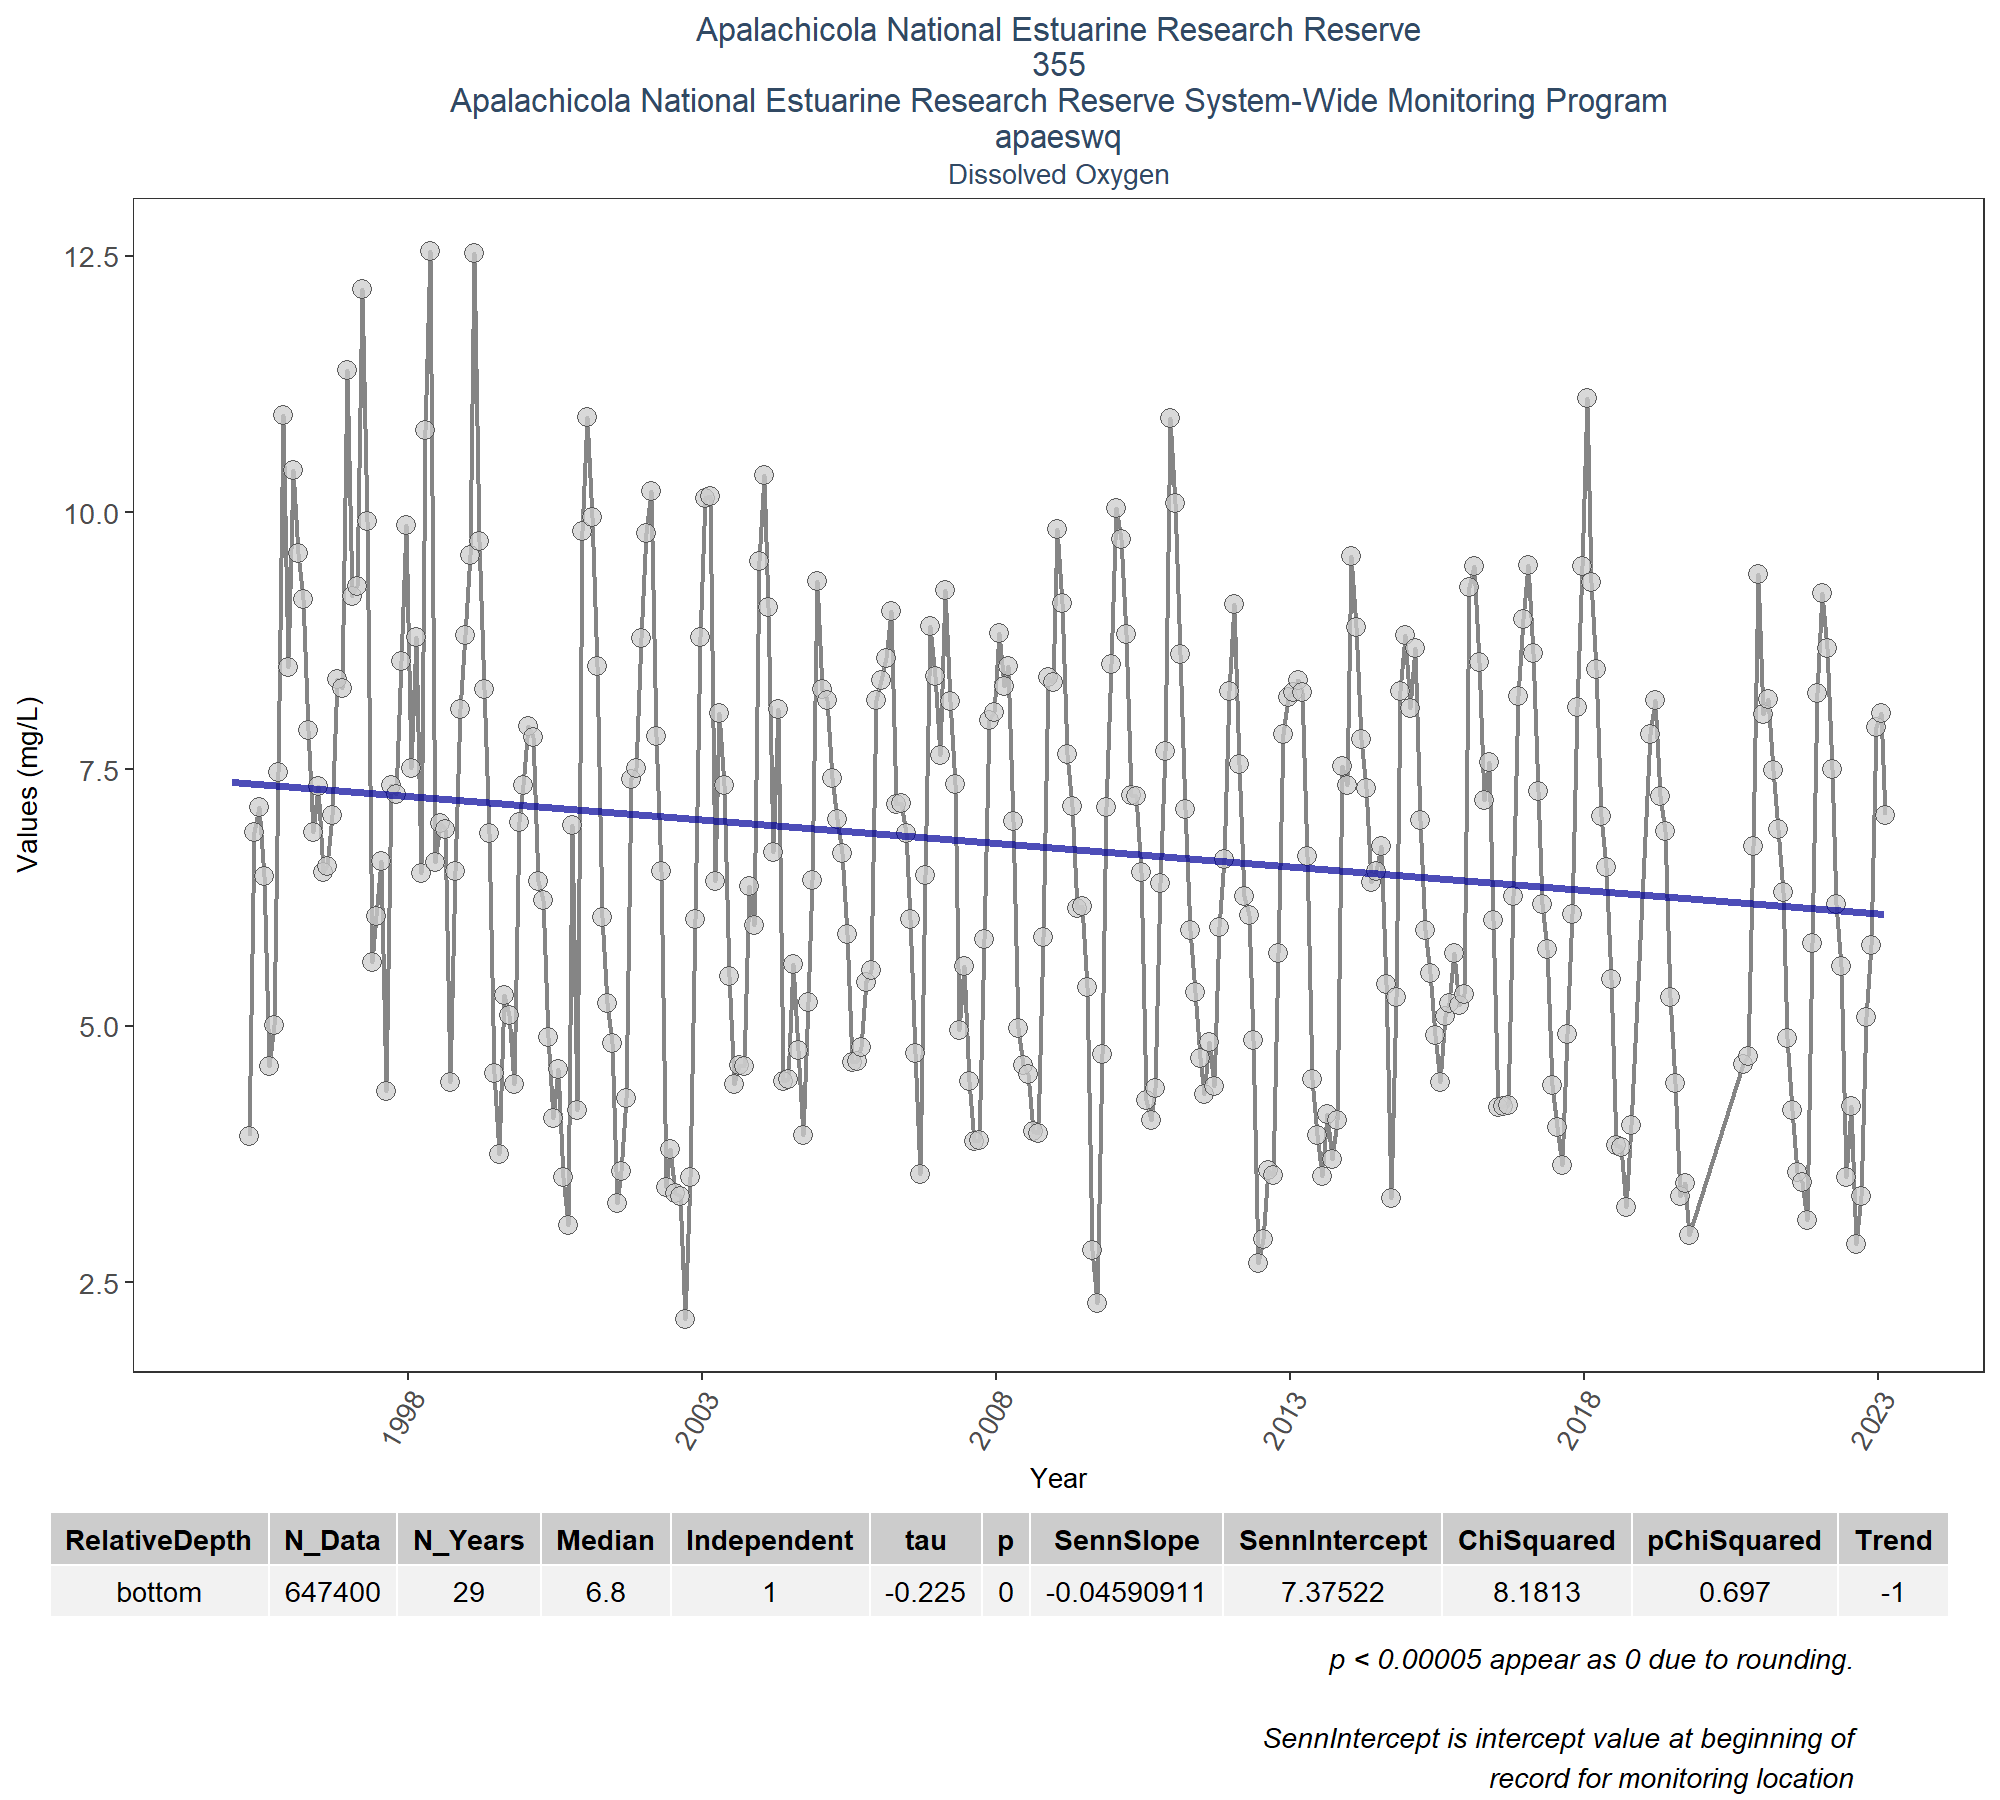 Apalachicola National Estuarine Research Reserve
355
Apalachicola National Estuarine Research Reserve System-Wide Monitoring Program
apaeswq
Dissolved Oxygen
12.5
10.0
7.5
5.0
2.5
Values (mg/L)
1998 2003 2008 2013 2018 2023
Year
RelativeDepth N_Data N_Years Median Independent tau p SennSlope SennIntercept ChiSquared pChiSquared Trend
bottom 647400 29 6.8 1 -0.225 0 -0.04590911 7.37522 8.1813 0.697 -1
p < 0.00005 appear as 0 due to rounding.
SennIntercept is intercept value at beginning of
record for monitoring location